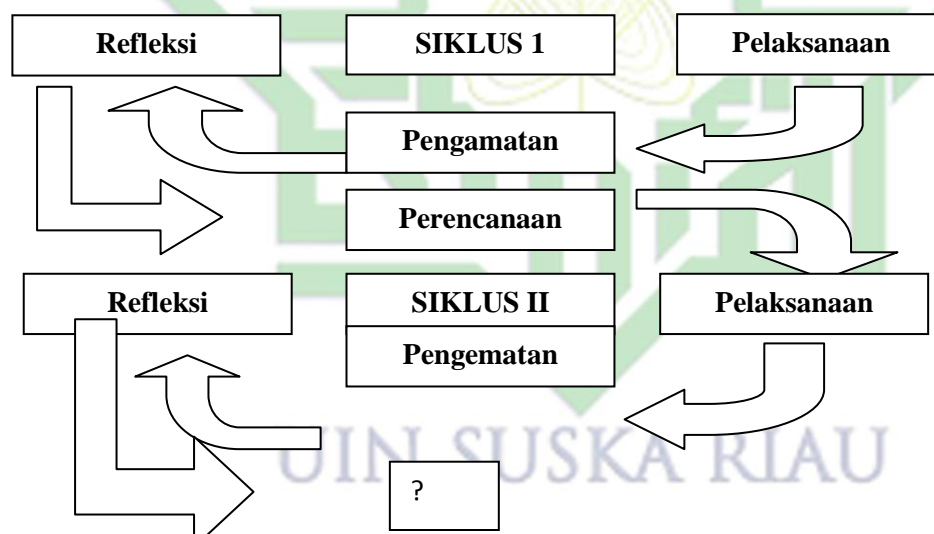 Refleksi
SIKLUS 1
Pelaksanaan
Pengamatan
Perencanaan
Refleksi
SIKLUS II
Pelaksanaan
Pengematan
UIN SUSKA RIAU
?